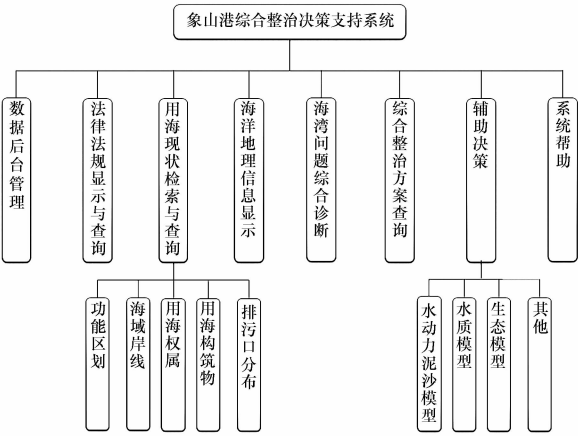 象山港综合整治决策支持系统
数据后台管理
法律法规显示与查询
用海现状检索与查询
海洋地理信息显示
海湾问题综合诊断
综合整治方案查询
辅助决策
系统帮助
功能区划
海域岸线
用海权属
用海构筑物
排污口分布
水动力泥沙模型
水质模型
生态模型
其他